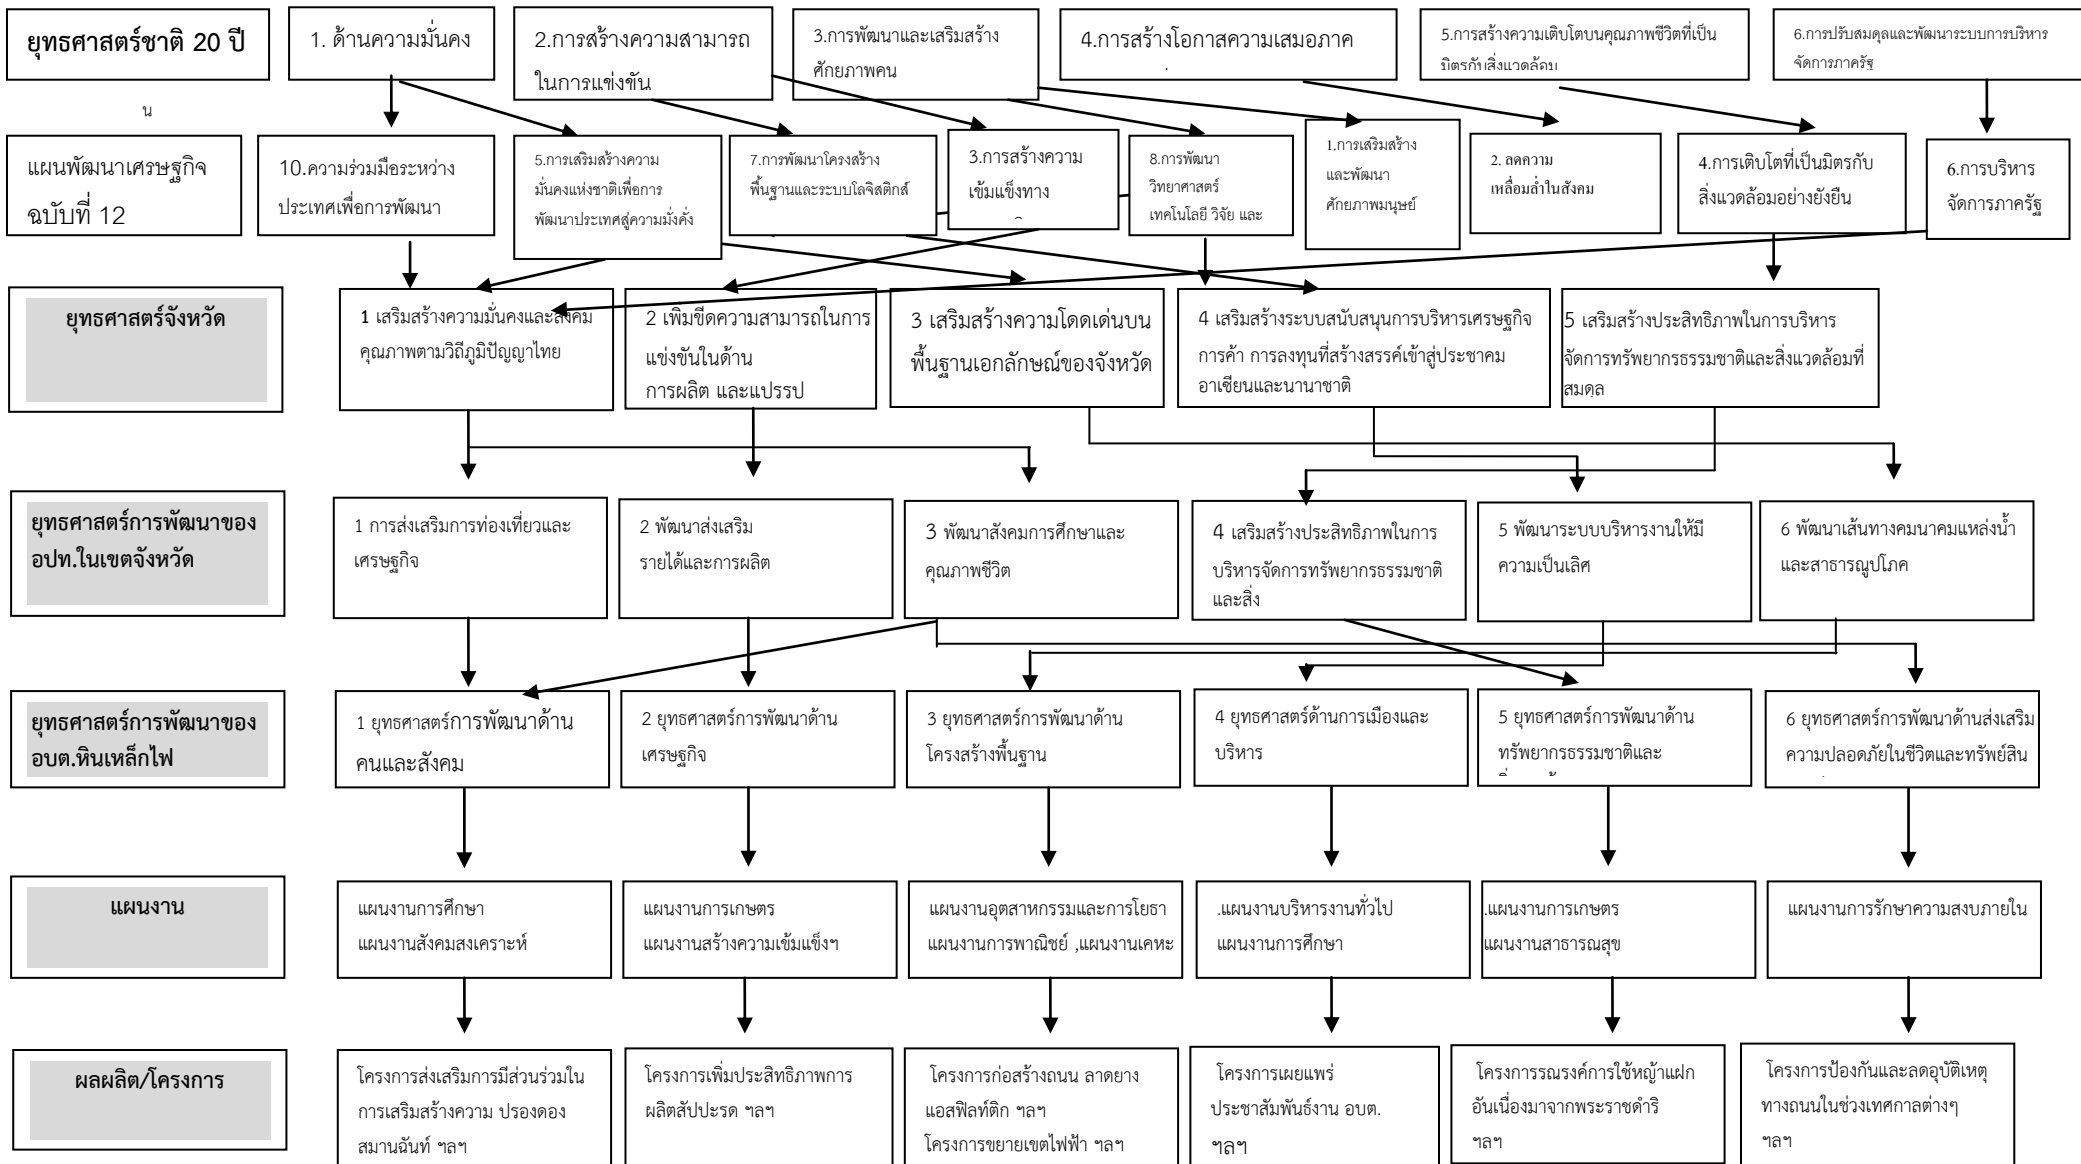 ยุทธศาสตร์ชาติ 20 ปี
1. ด้านความมั่นคง
2.การสร้างความสามารถ
ในการแข่งขัน
3.การพัฒนาและเสริมสร้าง
ศักยภาพคน
4.การสร้างโอกาสความเสมอภาค
5.การสร้างความเติบโตบนคุณภาพชีวิตที่เป็น
มิตรกับสิ่งแวดล้อม
6.การปรับสมดุลและพัฒนาระบบการบริหาร
จัดการภาครัฐ
น
แผนพัฒนาเศรษฐกิจ
ฉบับที่ 12
10.ความร่วมมือระหว่าง
ประเทศเพื่อการพัฒนา
5.การเสริมสร้างความ
มั่นคงแห่งชาติเพื่อการ
พัฒนาประเทศสู่ความมั่งคั่ง
7.การพัฒนาโครงสร้าง
พื้นฐานและระบบโลจิสติกส์
3.การสร้างความ
เข้มแข็งทาง
8.การพัฒนา
วิทยาศาสตร์
เทคโนโลยี วิจัย และ
1.การเสริมสร้าง
และพัฒนา
ศักยภาพมนุษย์
2. ลดความ
เหลื่อมล้ำในสังคม
4.การเติบโตที่เป็นมิตรกับ
สิ่งแวดล้อมอย่างยังยืน
6.การบริหาร
จัดการภาครัฐ
ยุทธศาสตร์จังหวัด
1 เสริมสร้างความมั่นคงและสังคม
คุณภาพตามวิถีภูมิปัญญาไทย
2 เพิ่มขีดความสามารถในการ
แข่งขันในด้าน
การผลิต และแปรรูป
3 เสริมสร้างความโดดเด่นบน
พื้นฐานเอกลักษณ์ของจังหวัด
4 เสริมสร้างระบบสนับสนุนการบริหารเศรษฐกิจ
การค้า การลงทุนที่สร้างสรรค์เข้าสู่ประชาคม
อาเซียนและนานาชาติ
5 เสริมสร้างประสิทธิภาพในการบริหาร
จัดการทรัพยากรธรรมชาติและสิ่งแวดล้อมที่
สมดุล
ยุทธศาสตร์การพัฒนาของ
อปท.ในเขตจังหวัด
1 การส่งเสริมการท่องเที่ยวและ
เศรษฐกิจ
2 พัฒนาส่งเสริม
รายได้และการผลิต
3 พัฒนาสังคมการศึกษาและ
คุณภาพชีวิต
4 เสริมสร้างประสิทธิภาพในการ
บริหารจัดการทรัพยากรธรรมชาติ
และสิ่ง
5 พัฒนาระบบบริหารงานให้มี
ความเป็นเลิศ
6 พัฒนาเส้นทางคมนาคมแหล่งน้ำ
และสาธารณูปโภค
ยุทธศาสตร์การพัฒนาของ
อบต.หินเหล็กไฟ
1 ยุทธศาสตร์การพัฒนาด้าน
คนและสังคม
2 ยุทธศาสตร์การพัฒนาด้าน
เศรษฐกิจ
3 ยุทธศาสตร์การพัฒนาด้าน
โครงสร้างพื้นฐาน
4 ยุทธศาสตร์ด้านการเมืองและ
บริหาร
5 ยุทธศาสตร์การพัฒนาด้าน
ทรัพยากรธรรมชาติและ
6 ยุทธศาสตร์การพัฒนาด้านส่งเสริม
ความปลอดภัยในชีวิตและทรัพย์สิน
แผนงาน
แผนงานการศึกษา
แผนงานสังคมสงเคราะห์
แผนงานการเกษตร
แผนงานสร้างความเข้มแข็งฯ
แผนงานอุตสาหกรรมและการโยธา
แผนงานการพาณิชย์ ,แผนงานเคหะ
.แผนงานบริหารงานทั่วไป
แผนงานการศึกษา
.แผนงานการเกษตร
แผนงานสาธารณสุข
แผนงานการรักษาความสงบภายใน
ผลผลิต/โครงการ
โครงการส่งเสริมการมีส่วนร่วมใน
การเสริมสร้างความ ปรองดอง
สมานฉันท์ ฯลฯ
โครงการเพิ่มประสิทธิภาพการ
ผลิตสัปปะรด ฯลฯ
โครงการก่อสร้างถนน ลาดยาง
แอสฟิลท์ติก ฯลฯ
โครงการขยายเขตไฟฟ้า ฯลฯ
โครงการเผยแพร่
ประชาสัมพันธ์งาน อบต.
ฯลฯ
โครงการรณรงค์การใช้หญ้าแฝก
อันเนื่องมาจากพระราชดำริ
ฯลฯ
โครงการป้องกันและลดอุบัติเหตุ
ทางถนนในช่วงเทศกาลต่างๆ
ฯลฯ